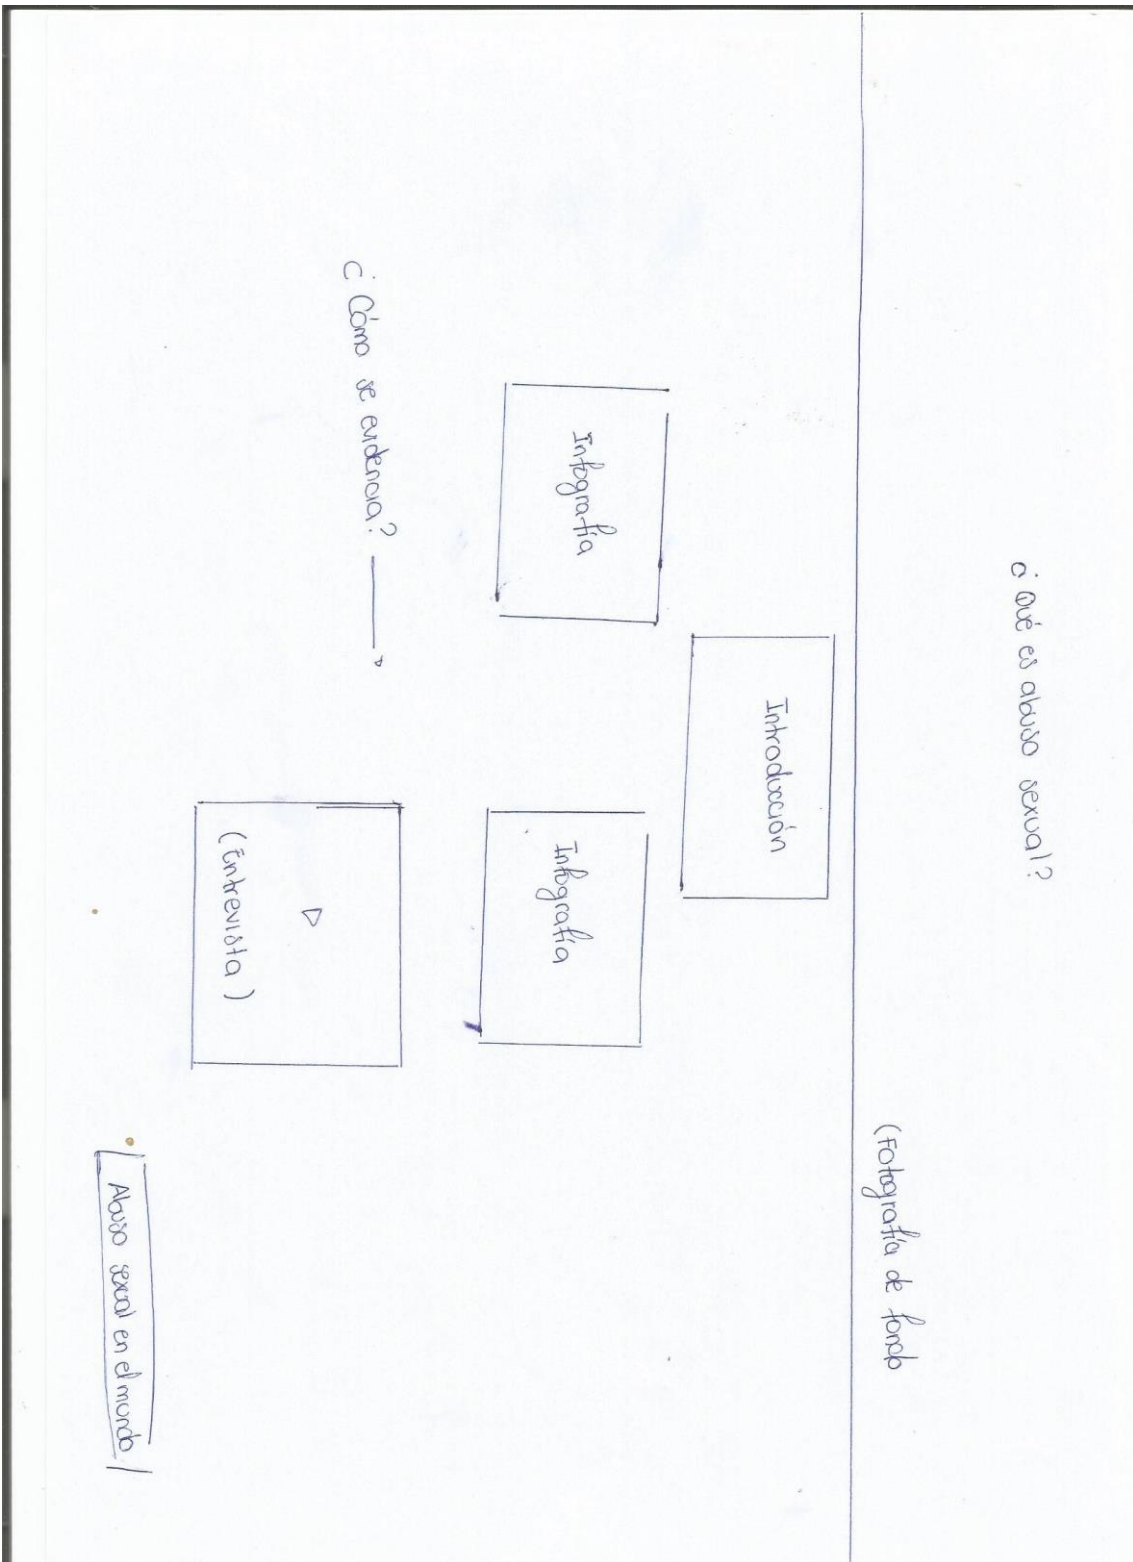 ¿Qué es abuso sexual?
(Fotografía de fondo
Introducción
Infografía
Infografía
¿Cómo se evidencia?
(Entrevista)
Abuso sexual en el mundo